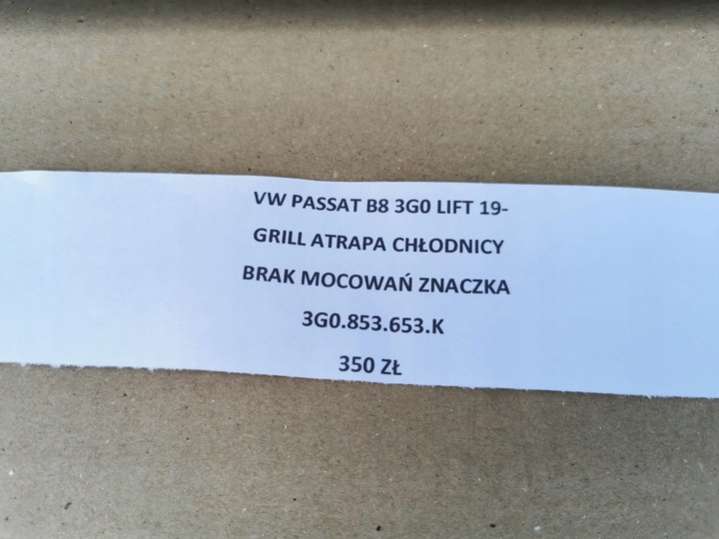 VW PASSAT B8 3G0 LIFT 19-
GRILL ATRAPA CHŁODNICY
BRAK MOCOWAŃ ZNACZKA
3G0.853.653.K
350 ZŁ